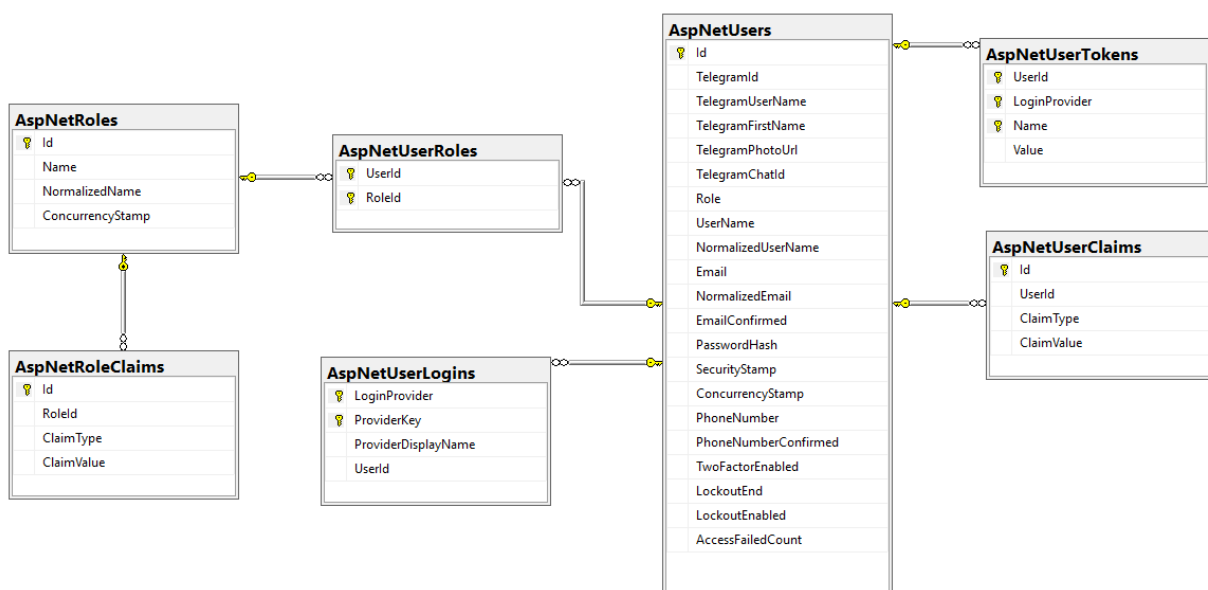 AspNetRoles
Id
Name
NormalizedName
ConcurrencyStamp
AspNetRoleClaims
Id
RoleId
ClaimType
ClaimValue
AspNetUserRoles
UserId
RoleId
AspNetUserLogins
LoginProvider
ProviderKey
ProviderDisplayName
UserId
AspNetUsers
Id
TelegramId
TelegramUserName
TelegramFirstName
TelegramPhotoUrl
TelegramChatId
Role
UserName
NormalizedUserName
Email
NormalizedEmail
EmailConfirmed
PasswordHash
SecurityStamp
ConcurrencyStamp
PhoneNumber
PhoneNumberConfirmed
TwoFactorEnabled
LockoutEnd
LockoutEnabled
AccessFailedCount
AspNetUserTokens
UserId
LoginProvider
Name
Value
AspNetUserClaims
Id
UserId
ClaimType
ClaimValue